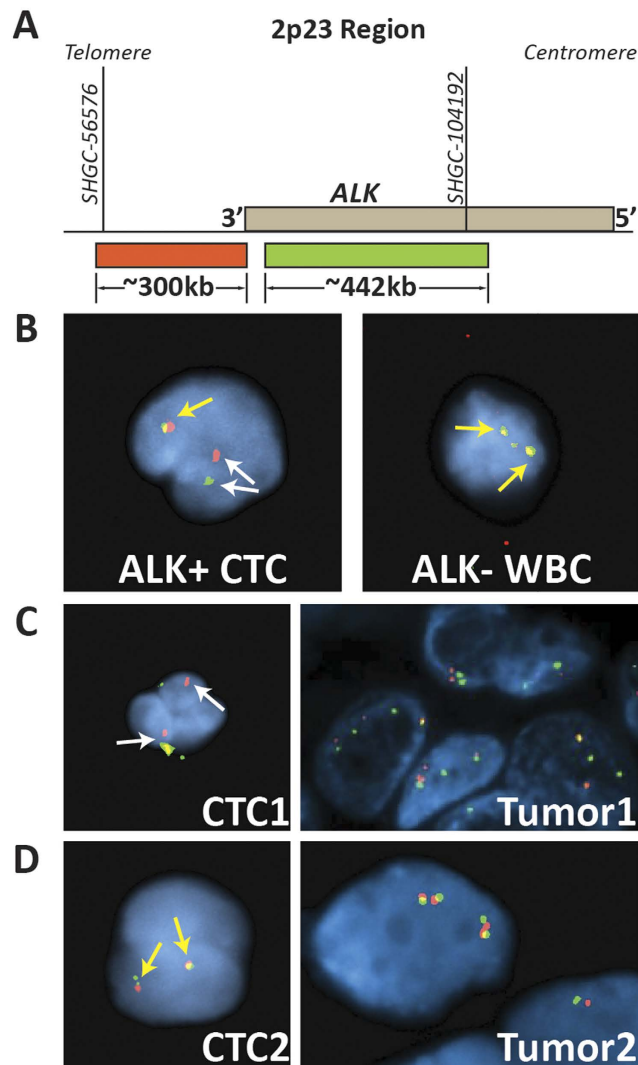 A
2p23 Region
Telomere
Centromere
SHGC-56576
SHGC-104192
3’
ALK
5’
~300kb
~442kb
B
ALK+ CTC
ALK- WBC
C
CTC1
Tumor1
D
CTC2
Tumor2